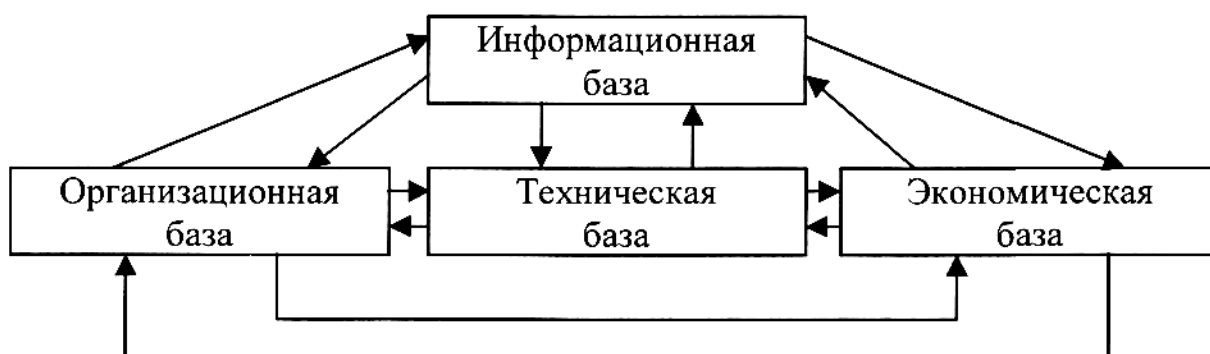 Информационная
база
Организационная
база
Техническая
база
Экономическая
база